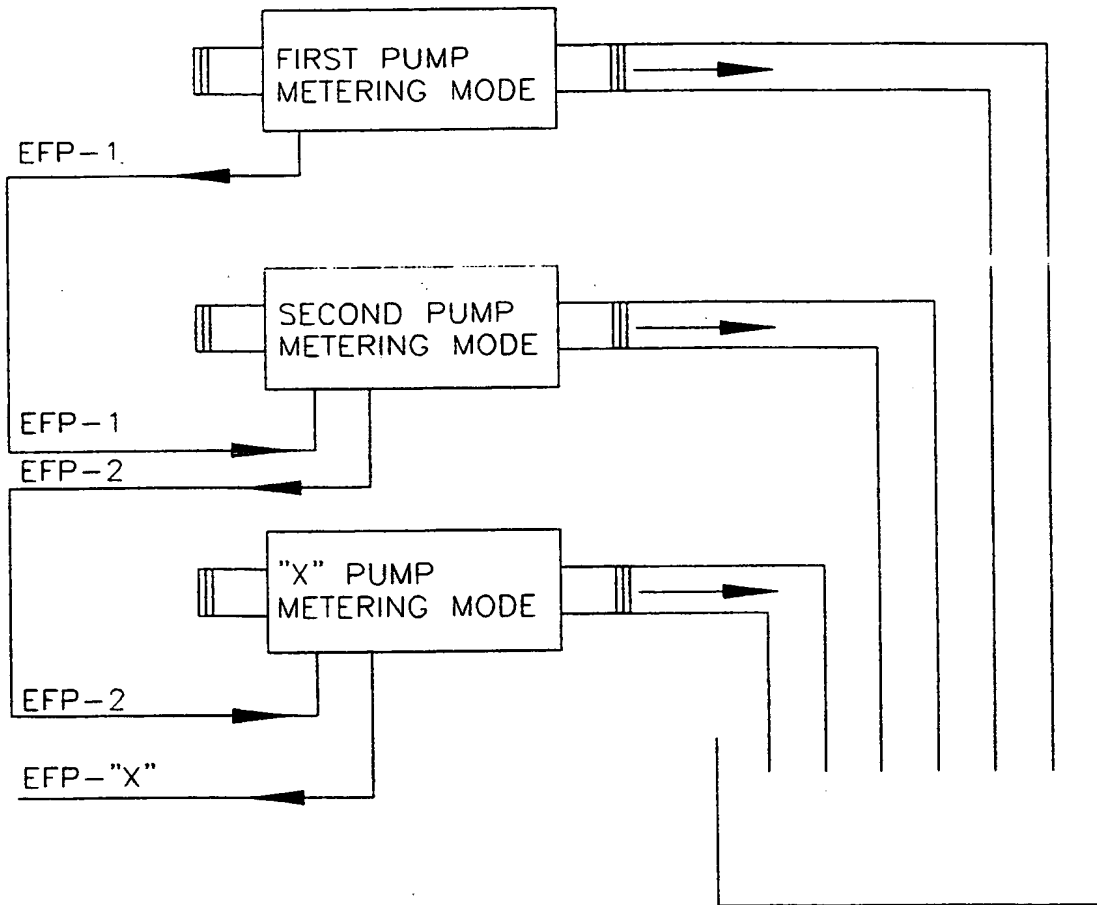 FIRST PUMP
METERING MODE
EFP-1
SECOND PUMP
METERING MODE
EFP-1
EFP-2
"X" PUMP
METERING MODE
EFP-2
EFP-"X"